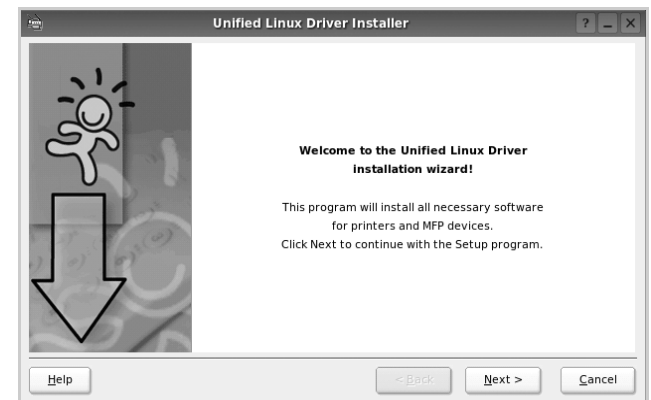 Unified Linux Driver Installer
Welcome to the Unified Linux Driver
installation wizard!
This program will install all necessary software
for printers and MFP devices.
Click Next to continue with the Setup program.
Help
< Back
Next >
Cancel